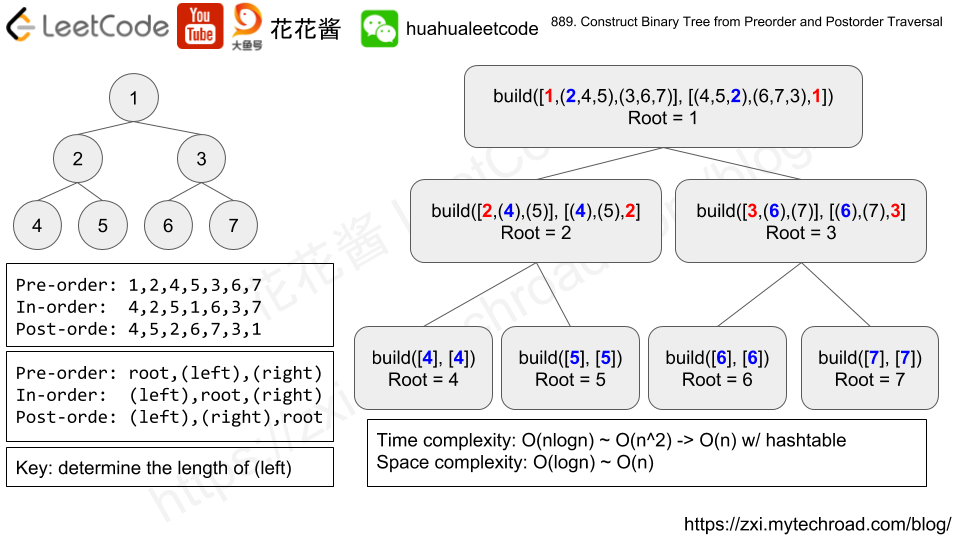 LeetCode
You
Tube
大鱼号
花花酱
huahualeetcode
889. Construct Binary Tree from Preorder and Postorder Traversal
1
2
3
4
5
6
7
Pre-order: 1,2,4,5,3,6,7
In-order: 4,2,5,1,6,3,7
Post-orde: 4,5,2,6,7,3,1
Pre-order: root,(left),(right)
In-order: (left),root,(right)
Post-orde: (left),(right),root
Key: determine the length of (left)
build([1,(2,4,5),(3,6,7)], [(4,5,2),(6,7,3),1])
Root = 1
build([2,(4),(5)], [(4),(5),2]
Root = 2
build([3,(6),(7)], [(6),(7),3]
Root = 3
build([4], [4])
Root = 4
build([5], [5])
Root = 5
build([6], [6])
Root = 6
build([7], [7])
Root = 7
Time complexity: O(nlogn) ~ O(n^2) -> O(n) w/ hashtable
Space complexity: O(logn) ~ O(n)
https://zxi.mytechroad.com/blog/